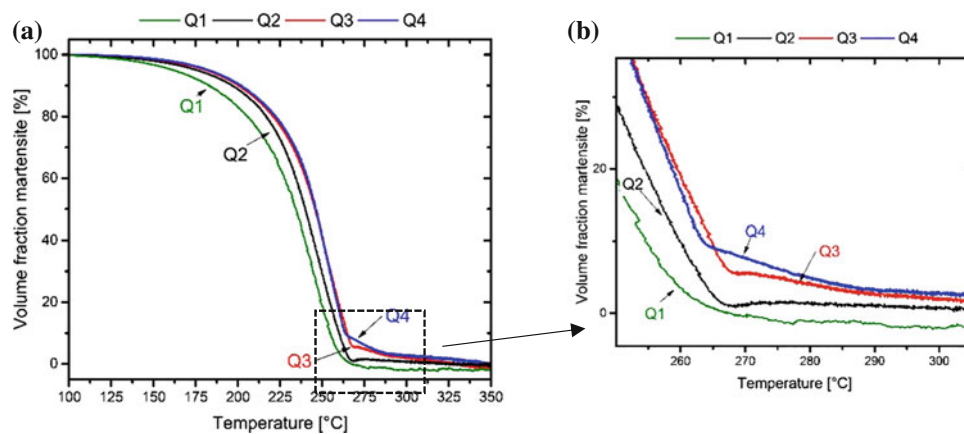 (a)
Q1 Q2 Q3 Q4
Volume fraction martensite [%]
100
80
60
40
20
0
Q1
Q2
Q3
Q4
100 125 150 175 200 225 250 275 300 325 350
Temperature [°C]
(b)
Q1 Q2 Q3 Q4
Volume fraction martensite [%]
20
0
Q2
Q1
Q4
Q3
260 270 280 290 300
Temperature [°C]